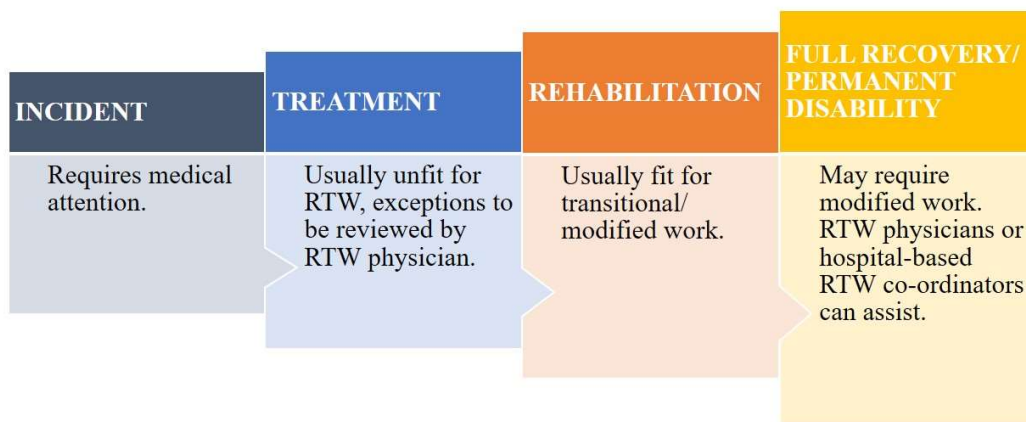 INCIDENT
Requires medical
attention.
TREATMENT
Usually unfit for
RTW, exceptions to
be reviewed by
RTW physician.
REHABILITATION
Usually fit for
transitional/
modified work.
FULL RECOVERY/
PERMANENT
DISABILITY
May require
modified work.
RTW physicians or
hospital-based
RTW co-ordinators
can assist.